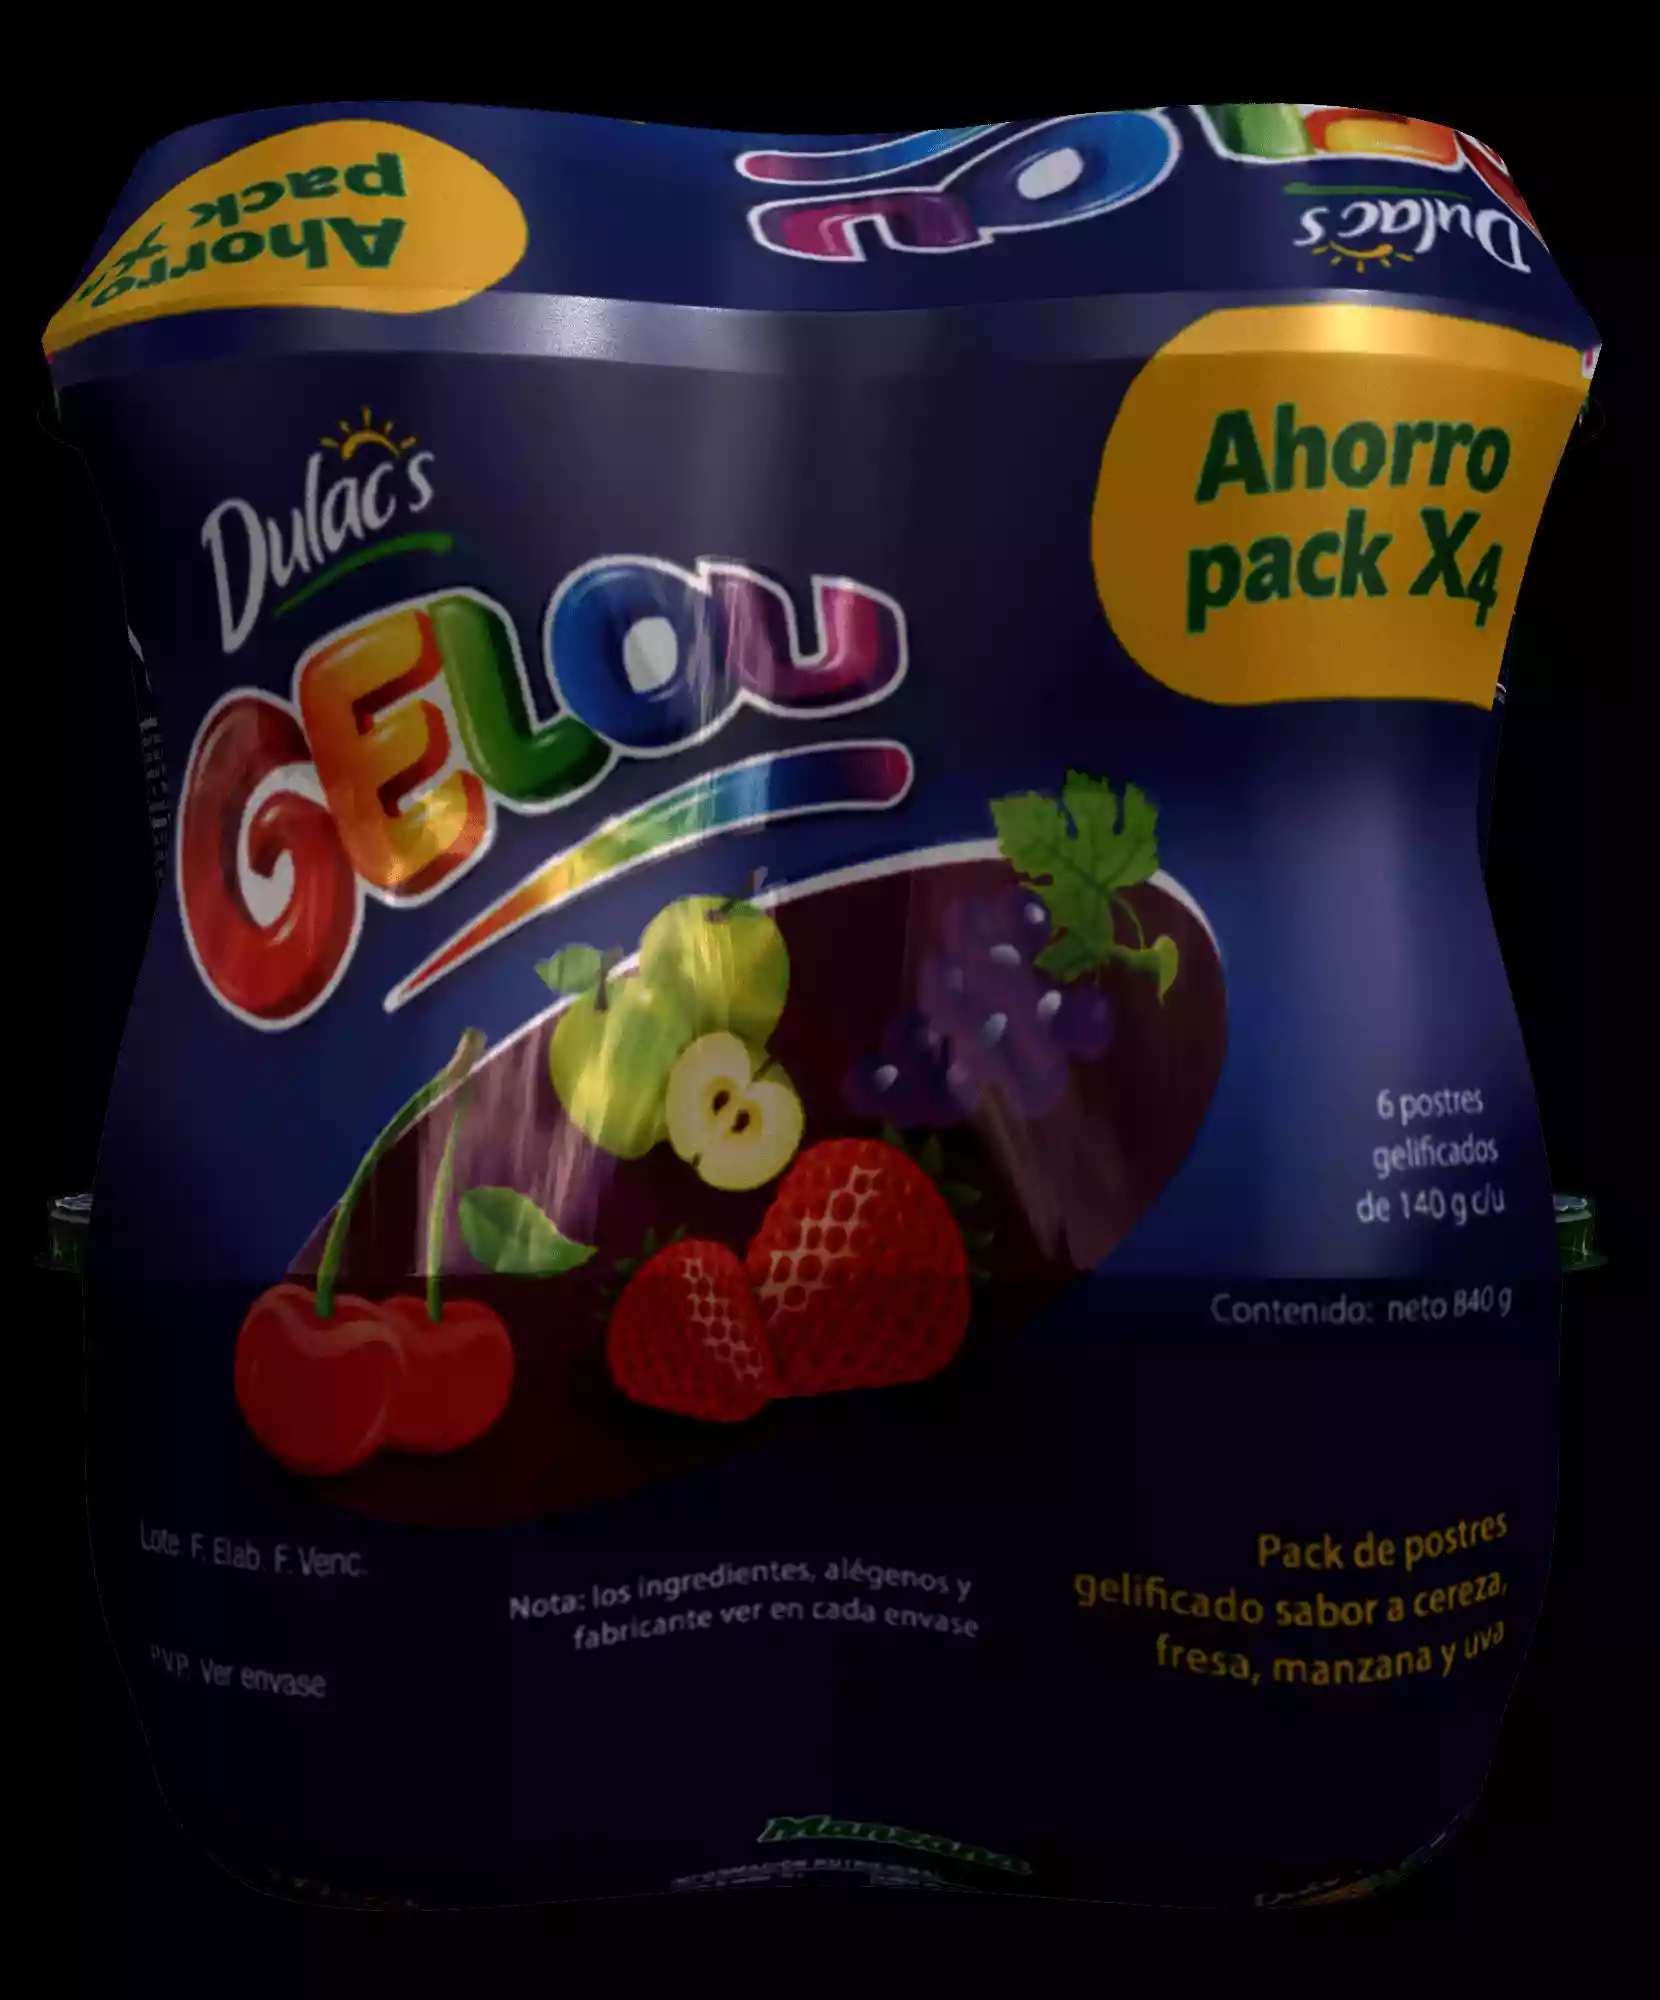 Ahorro
pack X
GELOU
Dulac's
Dulac's
GELOU
Ahorro
pack X4
6 postres
gelificados
de 140 g c/u
Contenido: neto 840 g
Lote. F. Elab. F. Venc.
P.V.P. Ver envase
Nota: los ingredientes, alégenos y
fabricante ver en cada envase
Pack de postres
gelificado sabor a cereza,
fresa, manzana y uva
Manzana